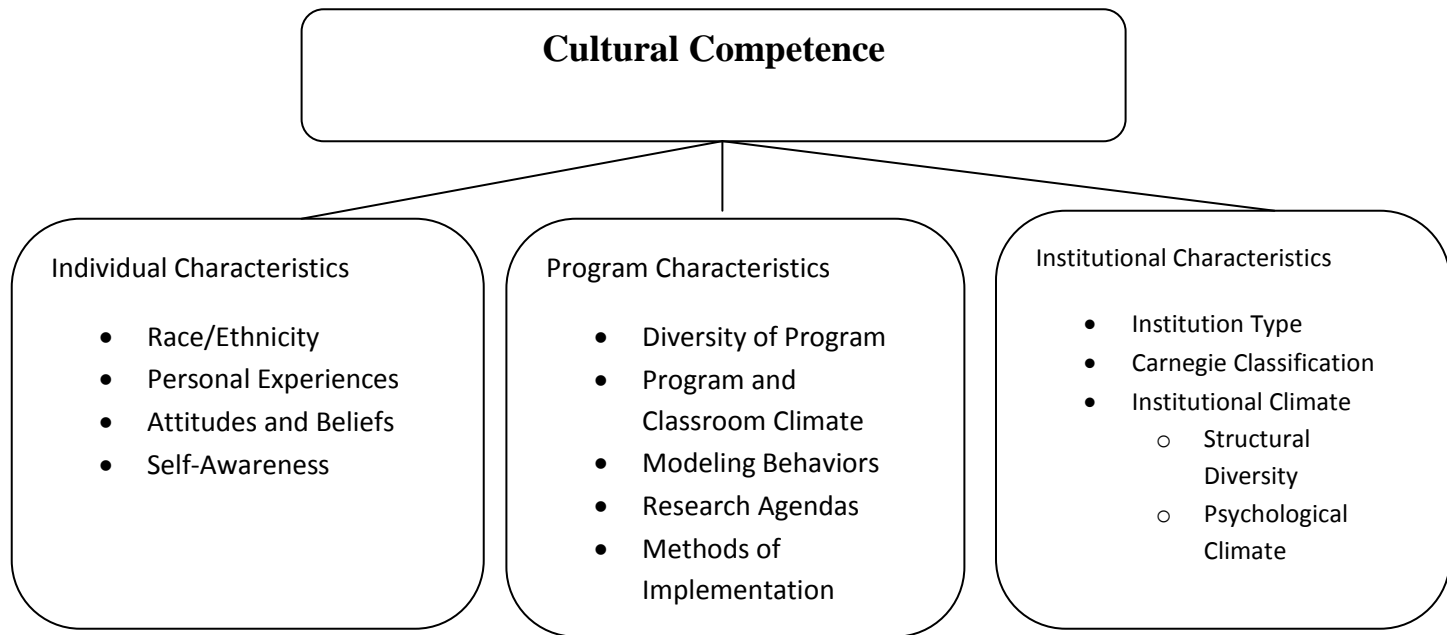 Cultural Competence
Individual Characteristics
• Race/Ethnicity
• Personal Experiences
• Attitudes and Beliefs
• Self-Awareness
Program Characteristics
• Diversity of Program
• Program and
Classroom Climate
• Modeling Behaviors
• Research Agendas
• Methods of
Implementation
Institutional Characteristics
• Institution Type
• Carnegie Classification
• Institutional Climate
o Structural
Diversity
o Psychological
Climate